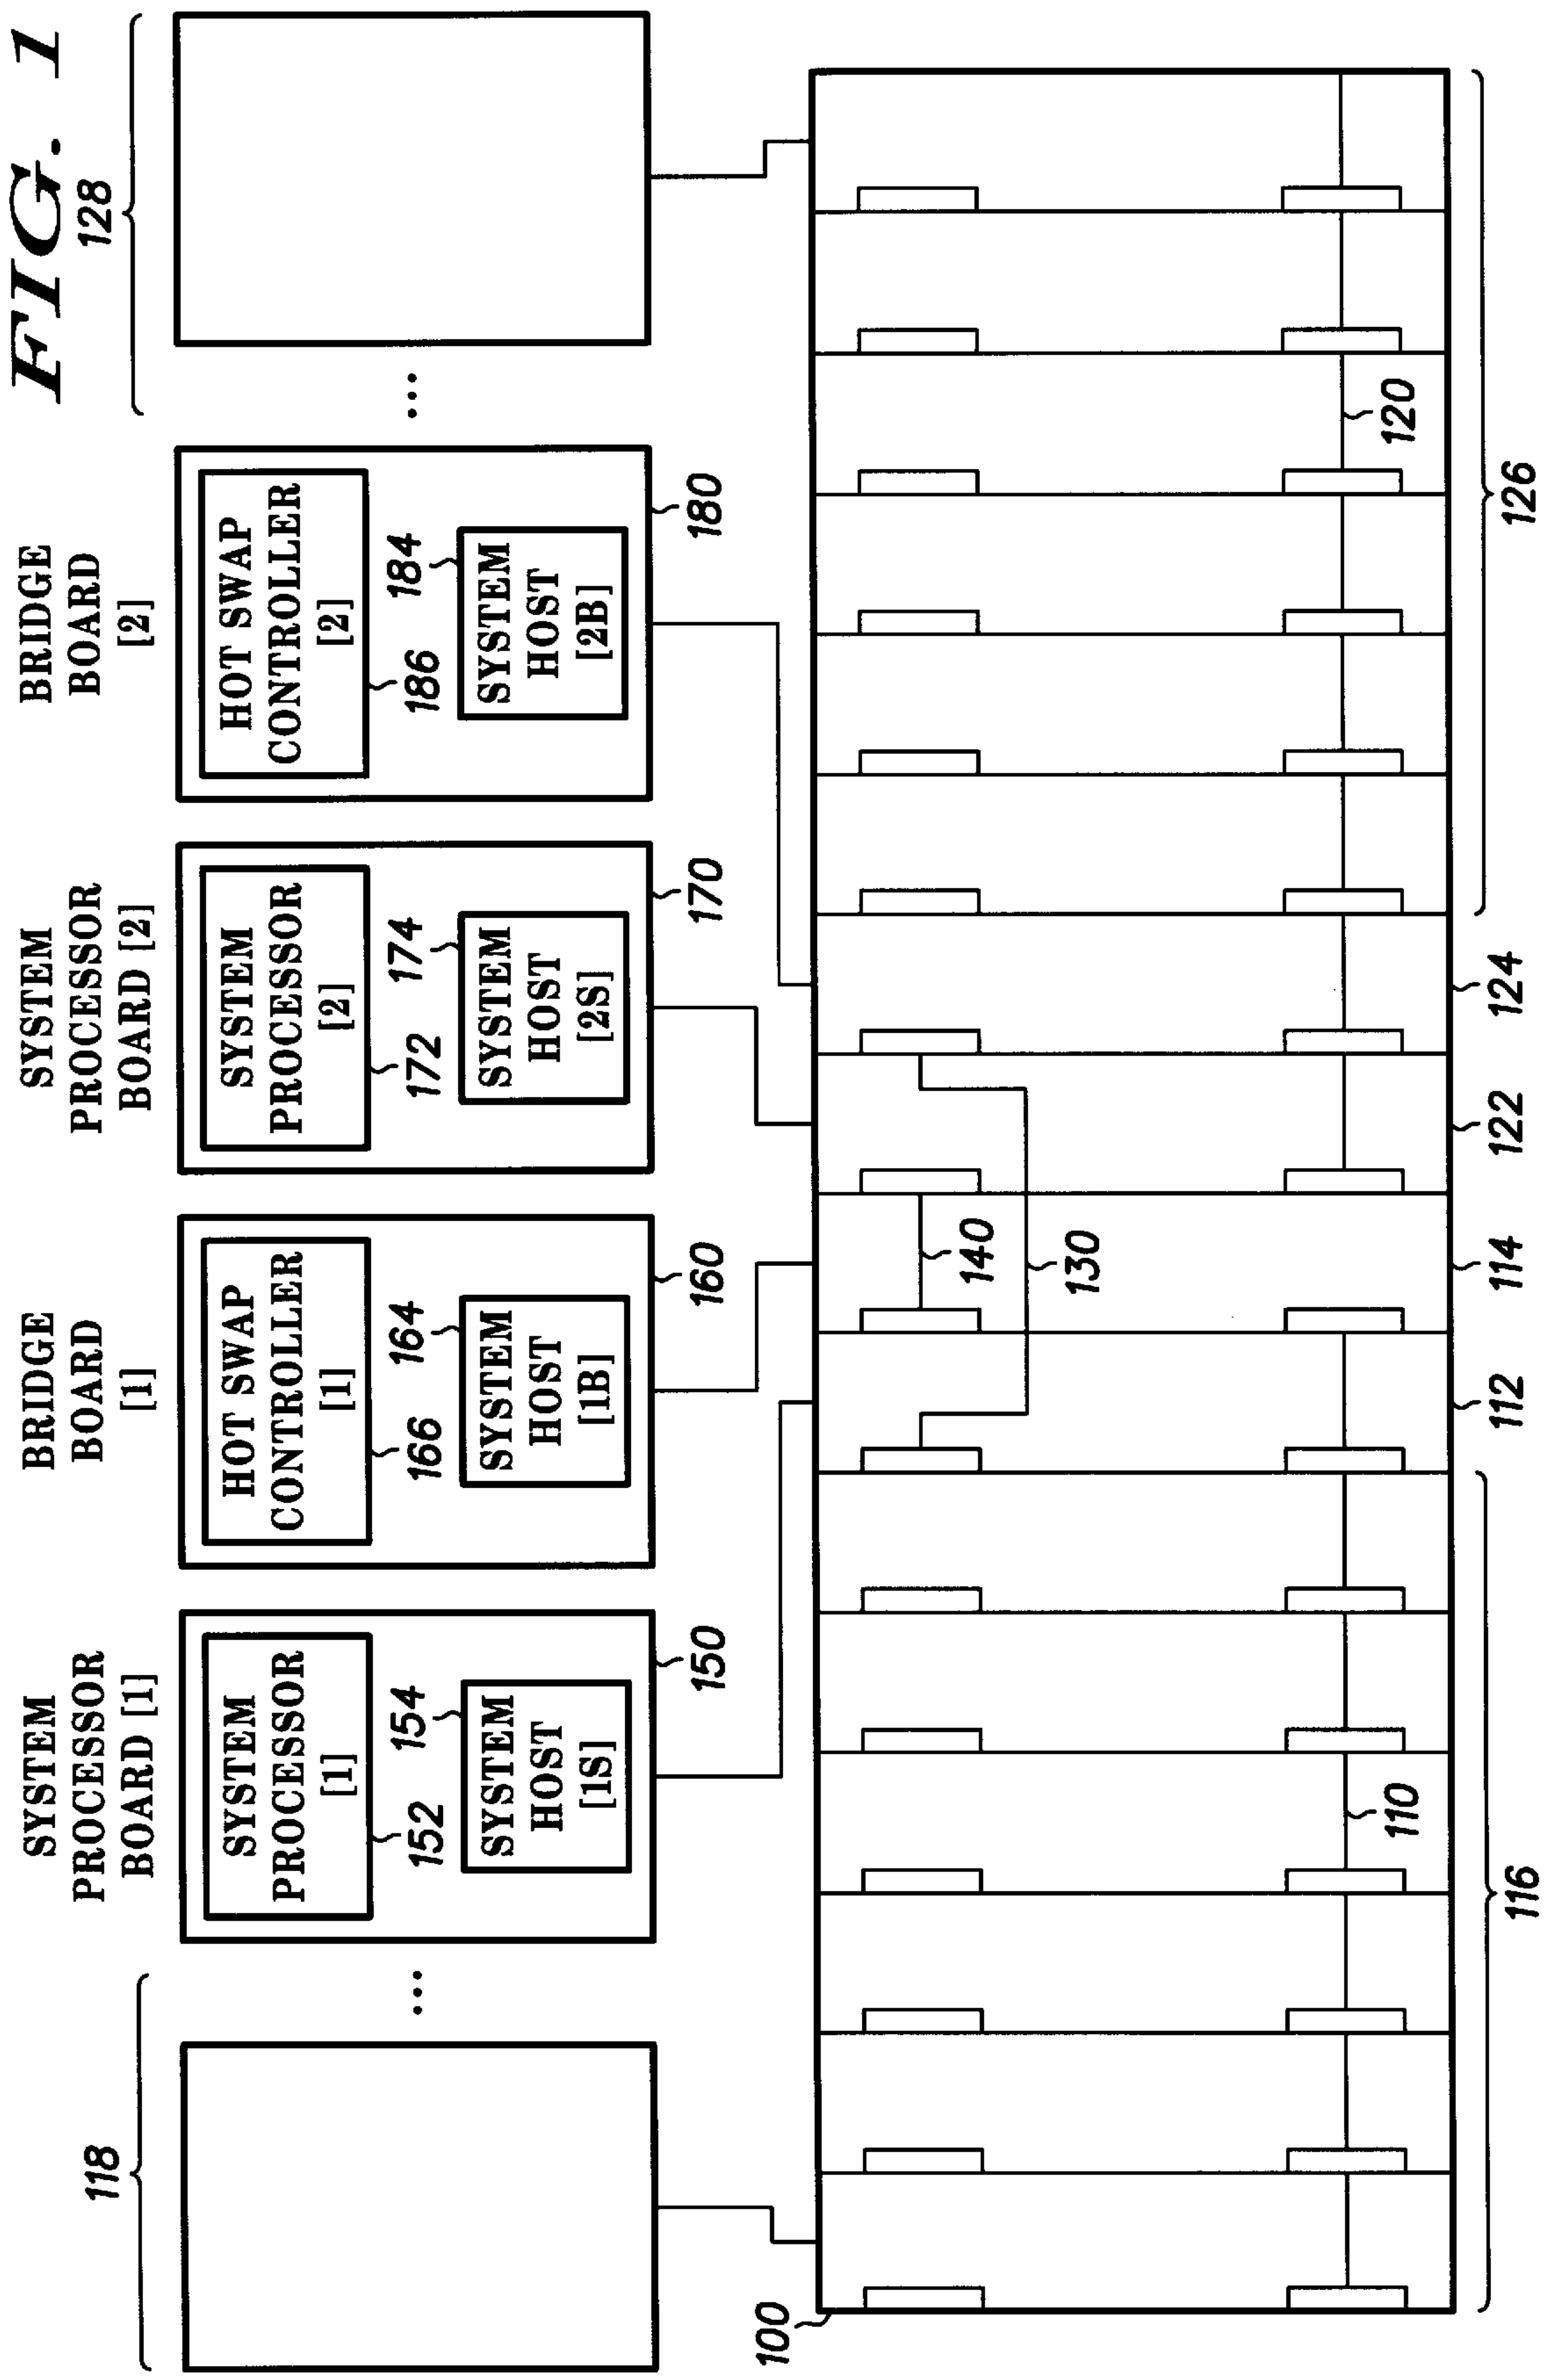 FIG. 1
118
SYSTEM
PROCESSOR
BOARD [1]
BRIDGE
BOARD
[1]
SYSTEM
PROCESSOR
BOARD [2]
BRIDGE
BOARD
[2]
128
SYSTEM
PROCESSOR
[1]
152
154
SYSTEM
HOST
[1S]
150
HOT SWAP
CONTROLLER
[1]
166
164
SYSTEM
HOST
[1B]
160
SYSTEM
PROCESSOR
[2]
172
174
SYSTEM
HOST
[2S]
170
HOT SWAP
CONTROLLER
[2]
186
184
SYSTEM
HOST
[2B]
180
...
...
100
140
130
110
120
116
112
114
122
124
126